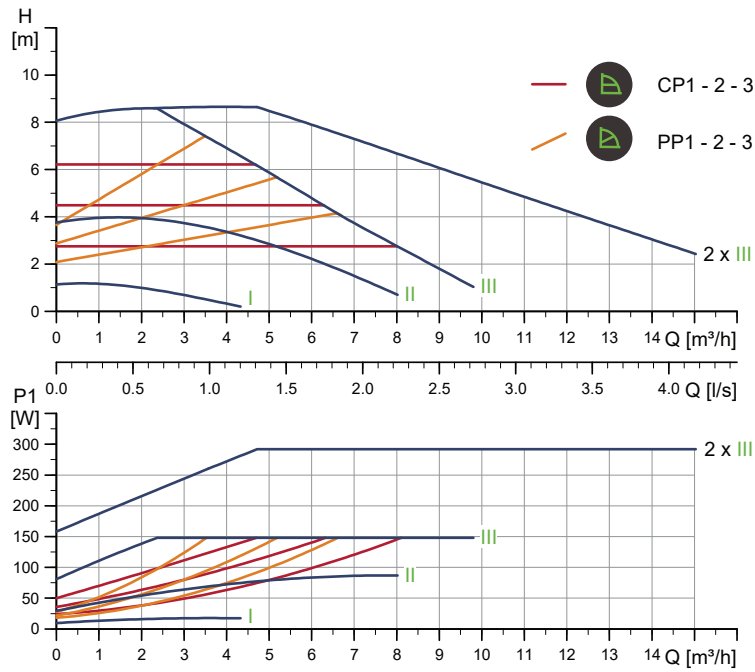 H
[m]
10
8
6
4
2
0
CP1 - 2 - 3
PP1 - 2 - 3
2 x III
III
II
I
0 1 2 3 4 5 6 7 8 9 10 11 12 13 14 Q [m³/h]
0.0 0.5 1.0 1.5 2.0 2.5 3.0 3.5 4.0 Q [l/s]
P1
[W]
300
250
200
150
100
50
0
2 x III
III
II
I
0 1 2 3 4 5 6 7 8 9 10 11 12 13 14 Q [m³/h]